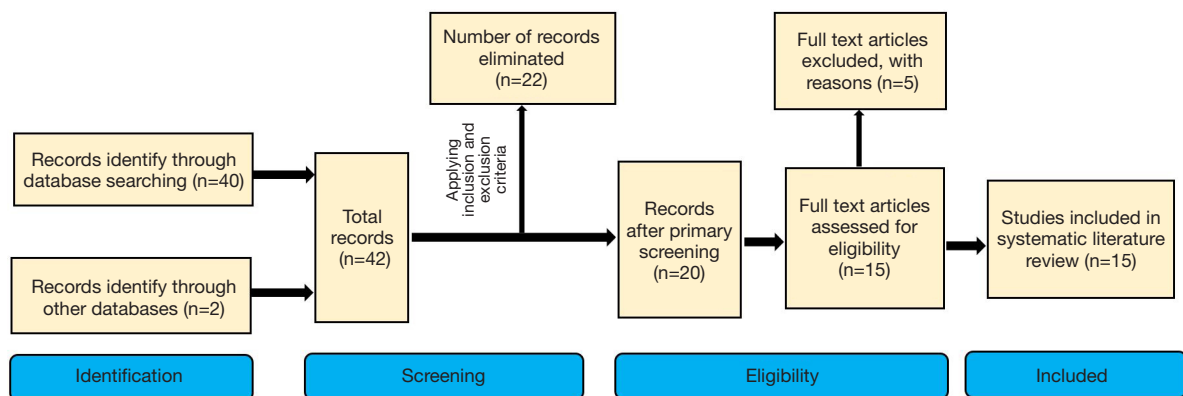 Records identify through
database searching (n=40)
Records identify through
other databases (n=2)
Total
records
(n=42)
Number of records
eliminated
(n=22)
Applying
inclusion and
exclusion
criteria
Records
after primary
screening
(n=20)
Full text articles
excluded, with
reasons (n=5)
Full text articles
assessed for
eligibility
(n=15)
Studies included in
systematic literature
review (n=15)
Identification
Screening
Eligibility
Included